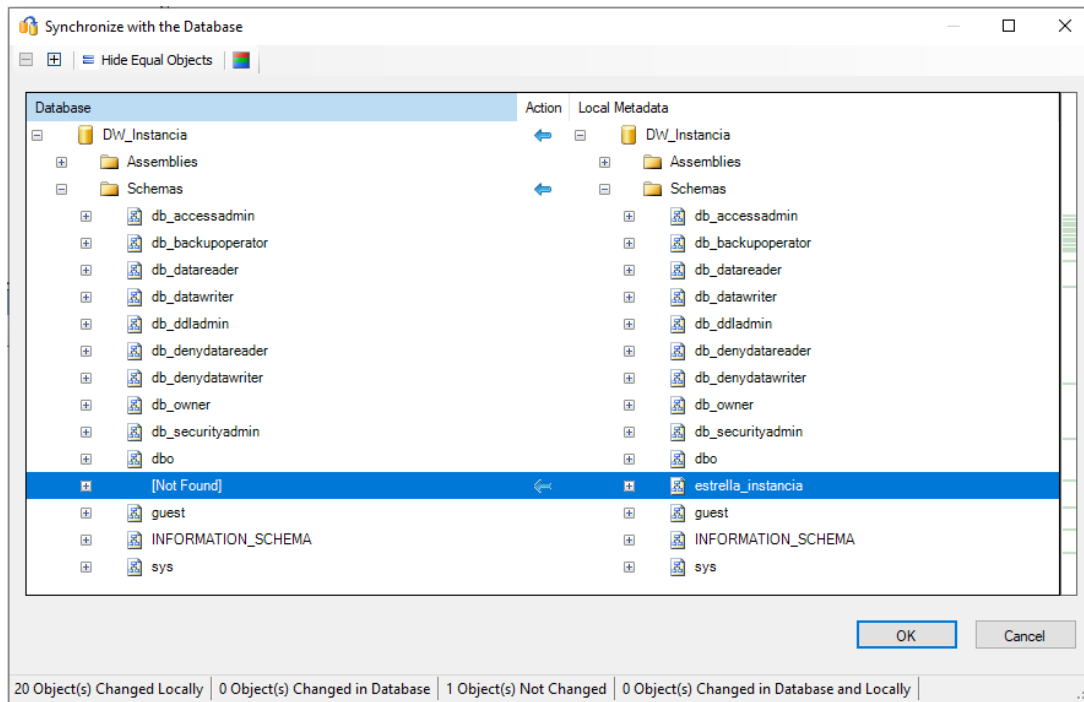 Synchronize with the Database
Hide Equal Objects
Database Action Local Metadata
DW_Instancia DW_Instancia
Assemblies Assemblies
Schemas Schemas
db_accessadmin db_accessadmin
db_backupoperator db_backupoperator
db_datareader db_datareader
db_datawriter db_datawriter
db_ddladmin db_ddladmin
db_denydatareader db_denydatareader
db_denydatawriter db_denydatawriter
db_owner db_owner
db_securityadmin db_securityadmin
dbo dbo
[Not Found] estrella_instancia
guest guest
INFORMATION_SCHEMA INFORMATION_SCHEMA
sys sys
OK Cancel
20 Object(s) Changed Locally 0 Object(s) Changed in Database 1 Object(s) Not Changed 0 Object(s) Changed in Database and Locally